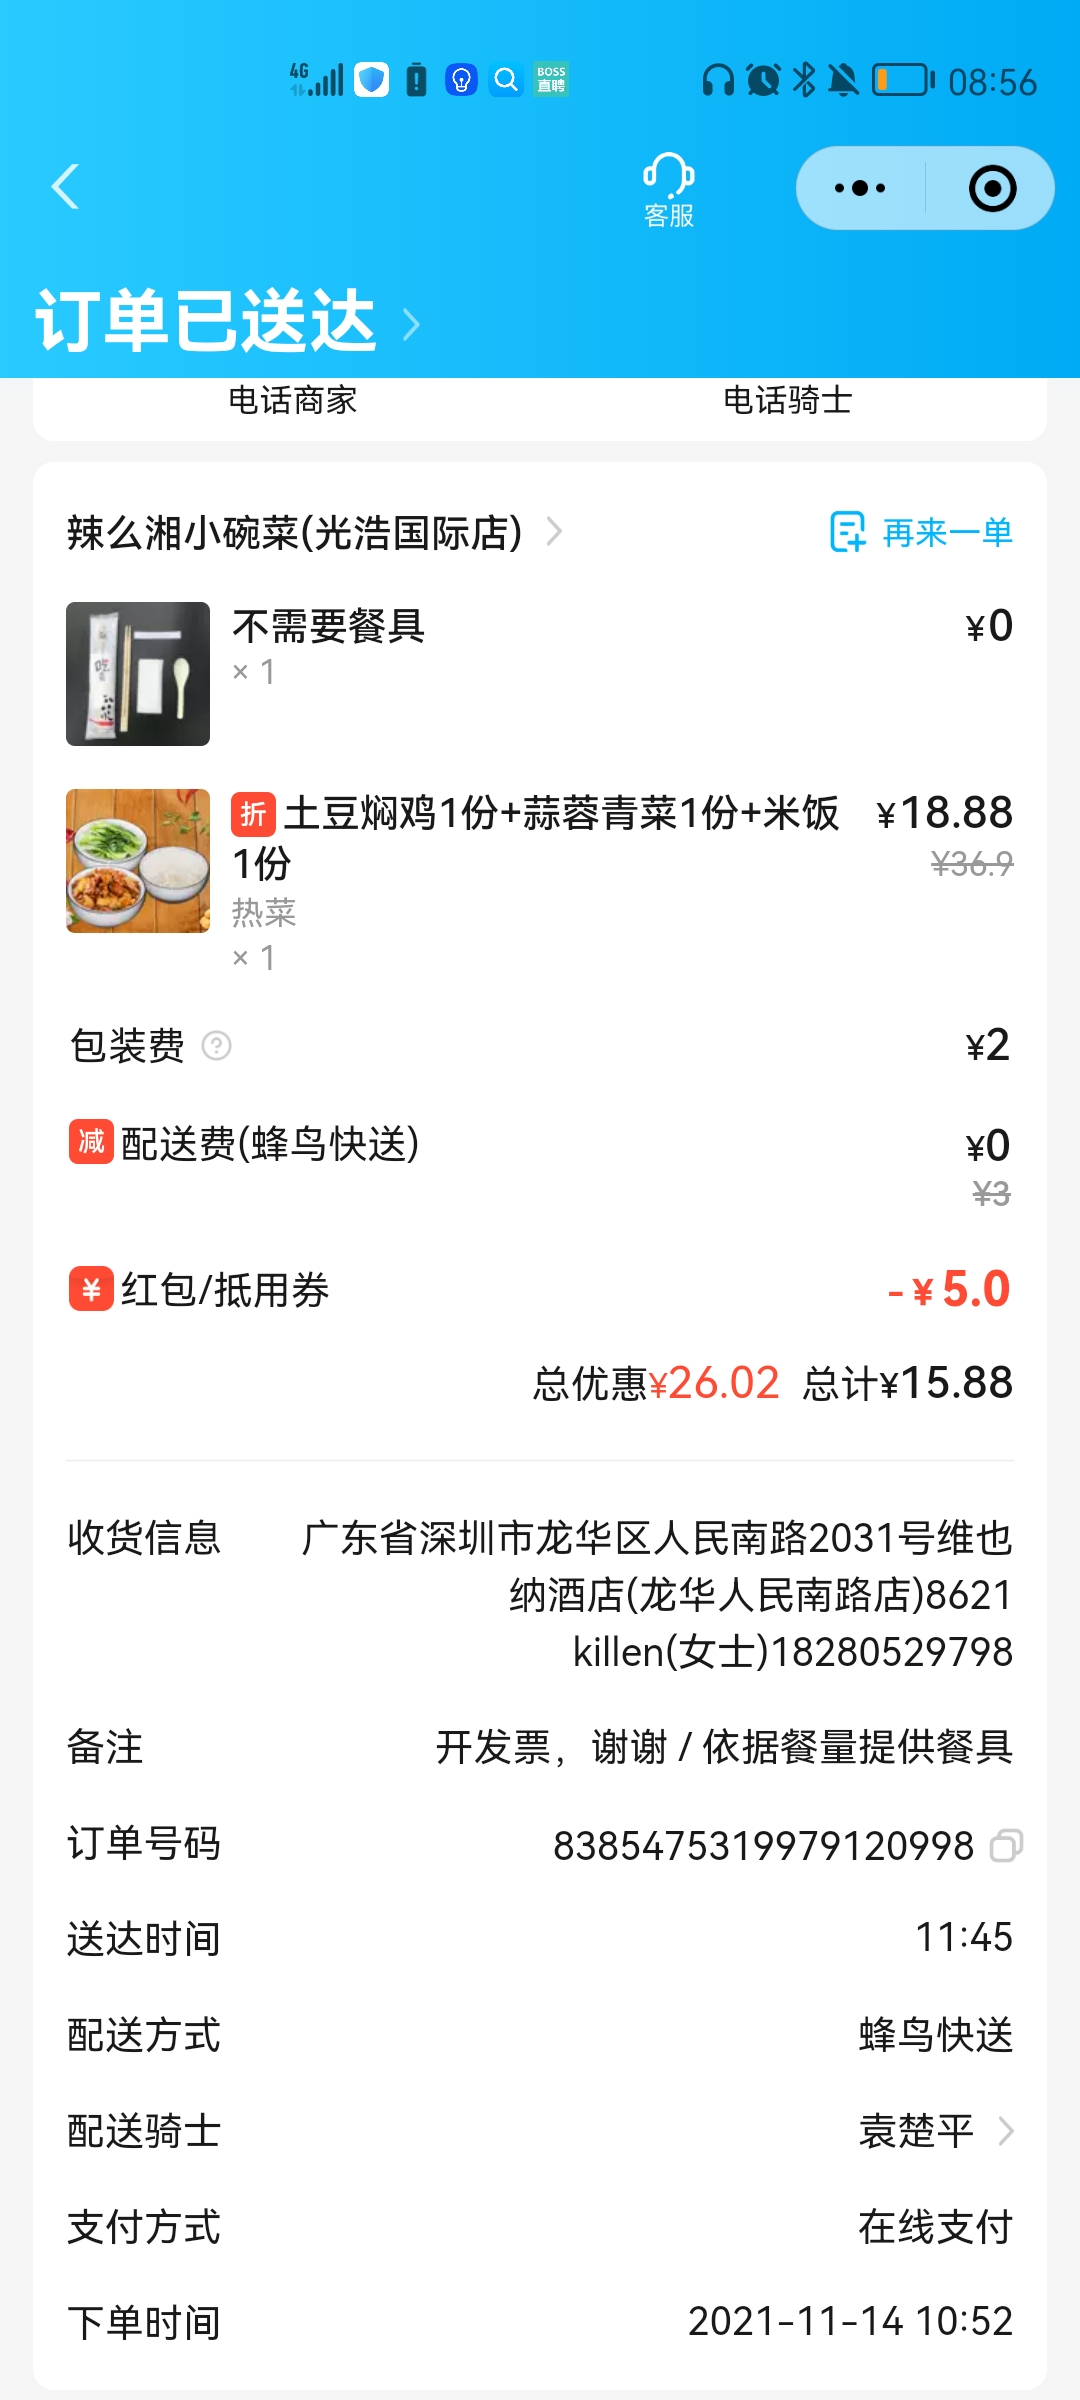 4G
BOSS
直聘
08:56
客服
订单已送达
电话商家
电话骑士
辣么湘小碗菜(光浩国际店)
再来一单
不需要餐具
¥0
× 1
折 土豆焖鸡1份+蒜蓉青菜1份+米饭
¥18.88
1份
¥36.9
热菜
× 1
包装费 ?
¥2
减 配送费(蜂鸟快送)
¥0
¥3
¥ 红包/抵用券
-¥5.0
总优惠¥26.02 总计¥15.88
收货信息
广东省深圳市龙华区人民南路2031号维也
纳酒店(龙华人民南路店)8621
killen(女士)18280529798
备注
开发票，谢谢 / 依据餐量提供餐具
订单号码
8385475319979120998
送达时间
11:45
配送方式
蜂鸟快送
配送骑士
袁楚平
支付方式
在线支付
下单时间
2021-11-14 10:52